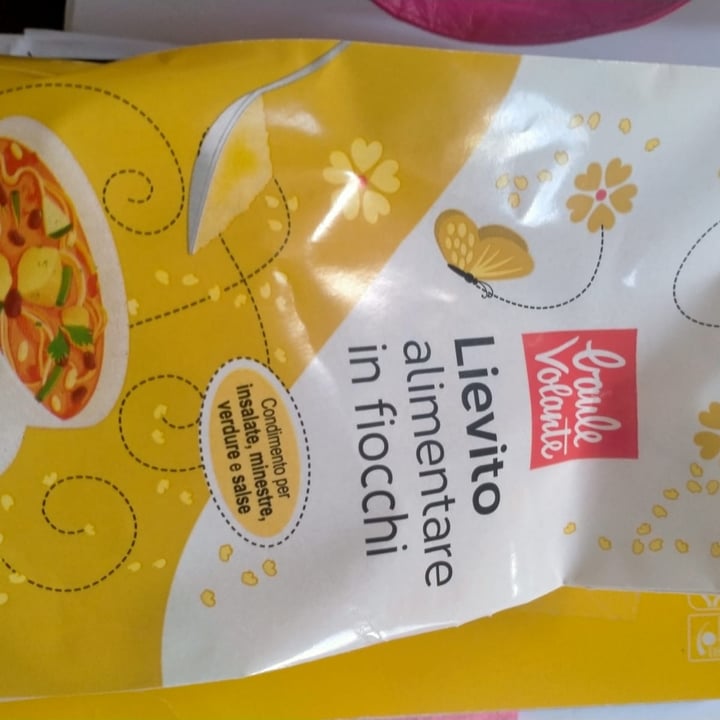 baule
Volante
Lievito
alimentare
in fiocchi
Condimento per
insalate, minestre,
verdure e salse